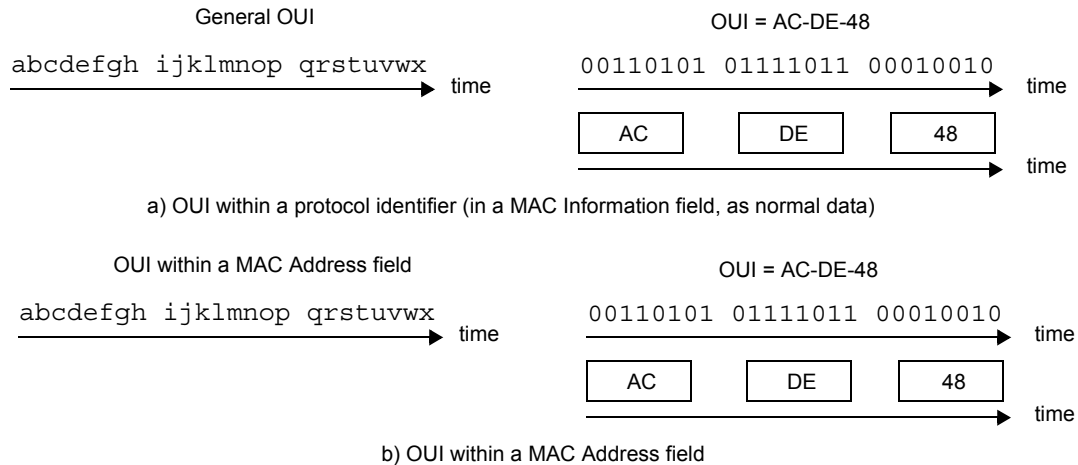 General OUI
OUI = AC-DE-48
abcdefgh ijklmnop qrstuvwx
time
00110101 01111011 00010010
time
AC
DE
48
time
a) OUI within a protocol identifier (in a MAC Information field, as normal data)
OUI within a MAC Address field
OUI = AC-DE-48
abcdefgh ijklmnop qrstuvwx
time
00110101 01111011 00010010
time
AC
DE
48
time
b) OUI within a MAC Address field